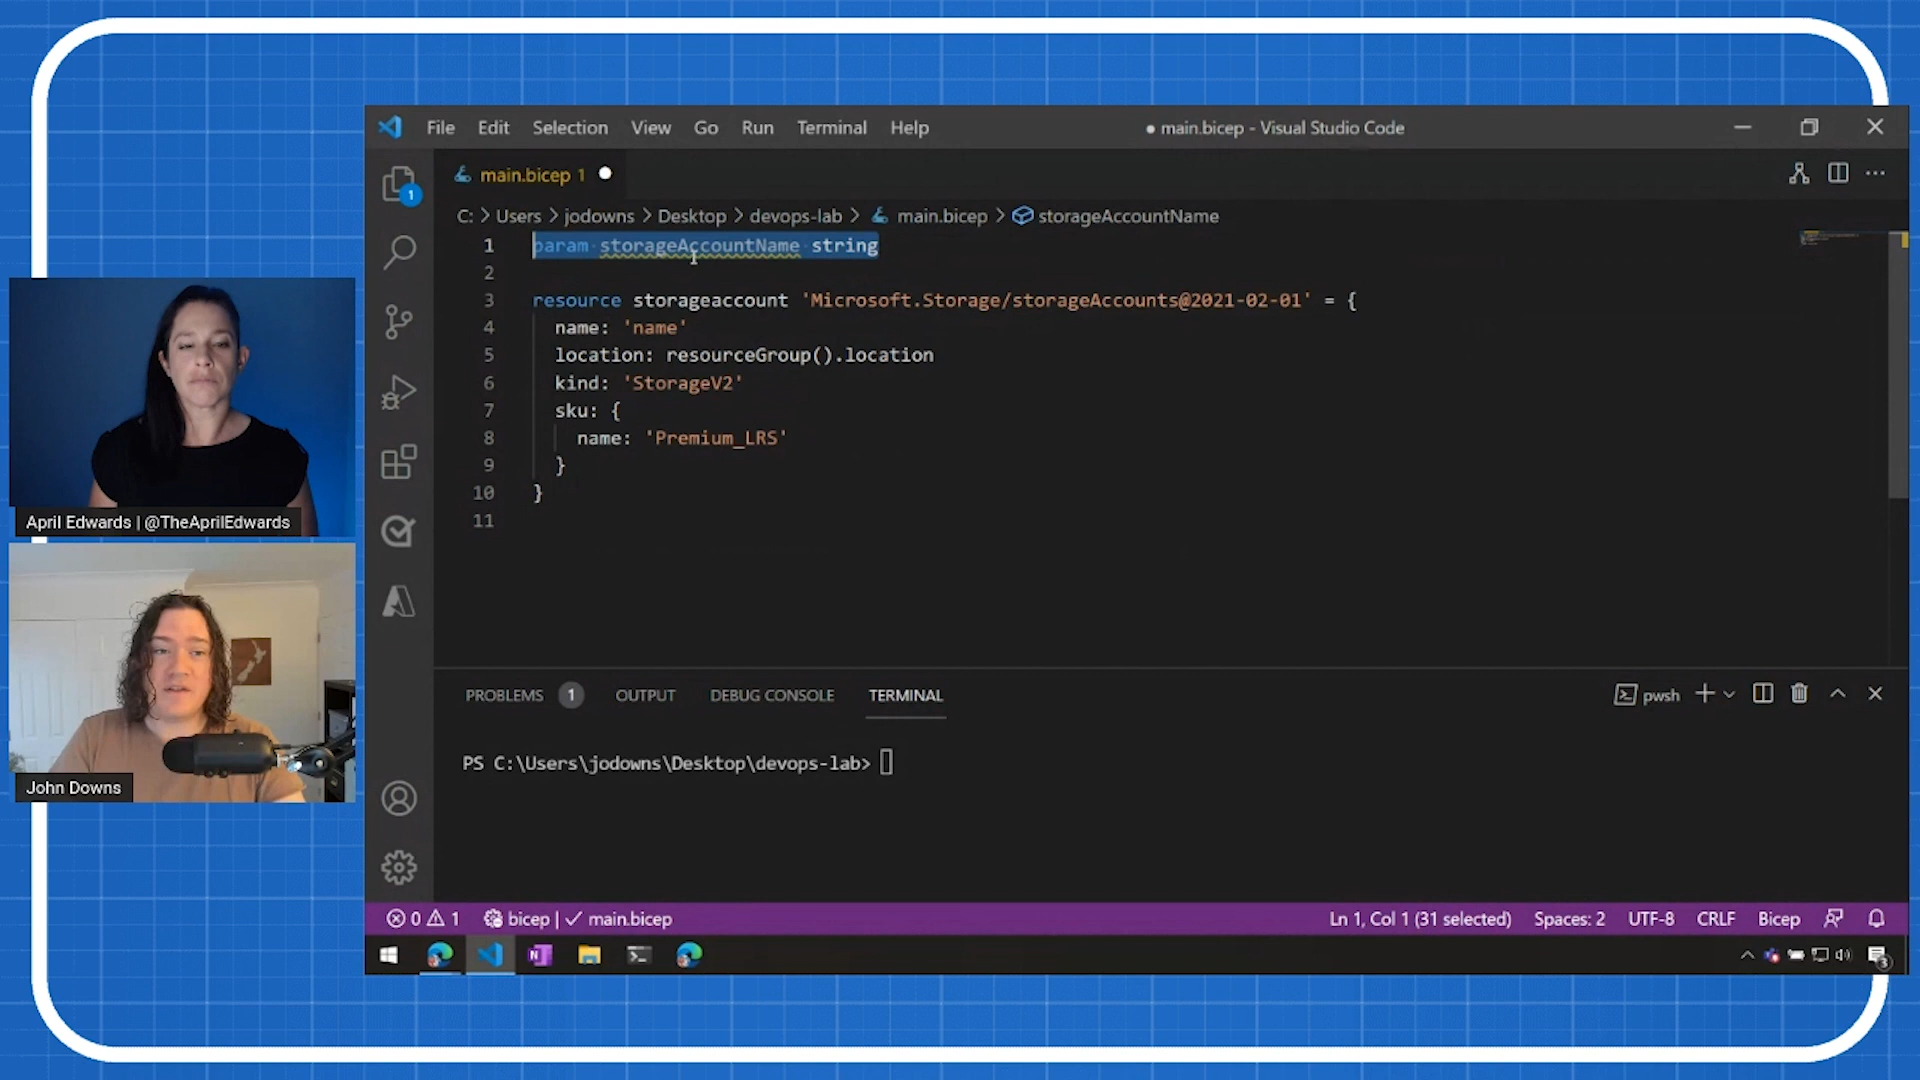 File Edit Selection View Go Run Terminal Help
● main.bicep - Visual Studio Code
main.bicep 1 ●
1
C: > Users > jodowns > Desktop > devops-lab > main.bicep > storageAccountName
1 param storageAccountName string
2
3 resource storageaccount 'Microsoft.Storage/storageAccounts@2021-02-01' = {
4 name: 'name'
5 location: resourceGroup().location
6 kind: 'StorageV2'
7 sku: {
8 name: 'Premium_LRS'
9 }
10 }
11
April Edwards | @TheAprilEdwards
John Downs
PROBLEMS 1 OUTPUT DEBUG CONSOLE TERMINAL
pwsh
PS C:\Users\jodowns\Desktop\devops-lab>
0 1 bicep | ✓ main.bicep
Ln 1, Col 1 (31 selected) Spaces: 2 UTF-8 CRLF Bicep
N
3